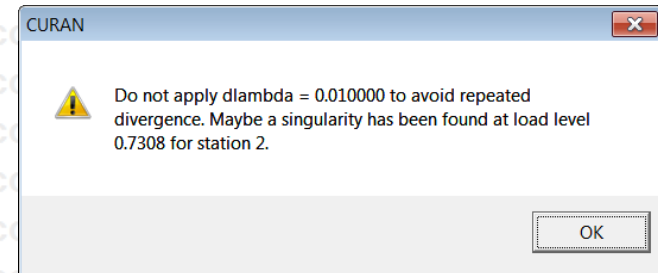 CURAN
Do not apply dlambda = 0.010000 to avoid repeated
divergence. Maybe a singularity has been found at load level
0.7308 for station 2.
OK